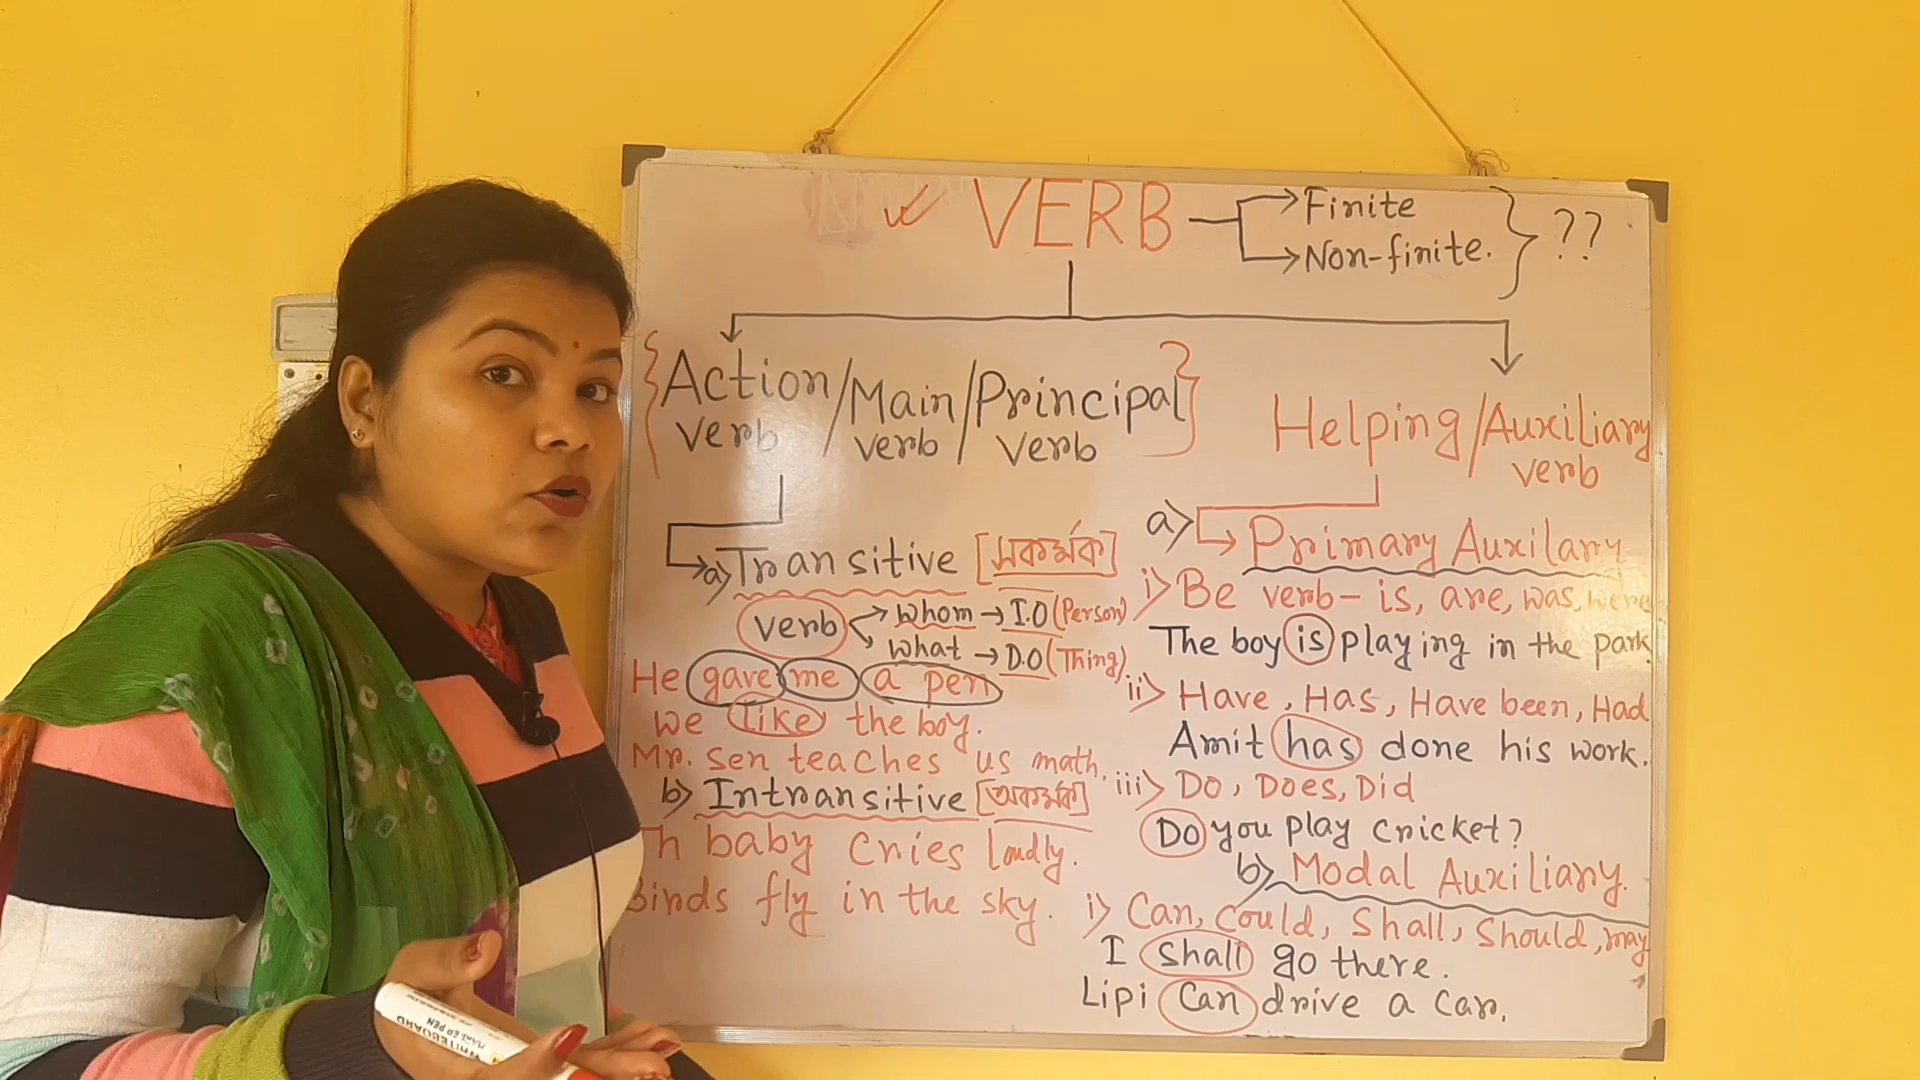 ✓ VERB → Finite
→ Non-finite. } ??
{Action verb / Main verb / Principal verb}
Helping / Auxiliary verb
a) Transitive [সকর্মক]
verb → whom → I.O (Person)
→ what → D.O (Thing).
He gave me a pen
We like the boy.
Mr. Sen teaches us math.
b) Intransitive [অকর্মক]
baby cries loudly.
Birds fly in the sky.
a) → Primary Auxilary
i) Be verb - is, are, was, were
The boy is playing in the park.
ii) Have, Has, Have been, Had
Amit has done his work.
iii) Do, Does, Did
Do you play cricket?
b) Modal Auxiliary.
i) Can, Could, Shall, Should, may
I shall go there.
Lipi can drive a car.
WHITEBOARD
MARKER PEN